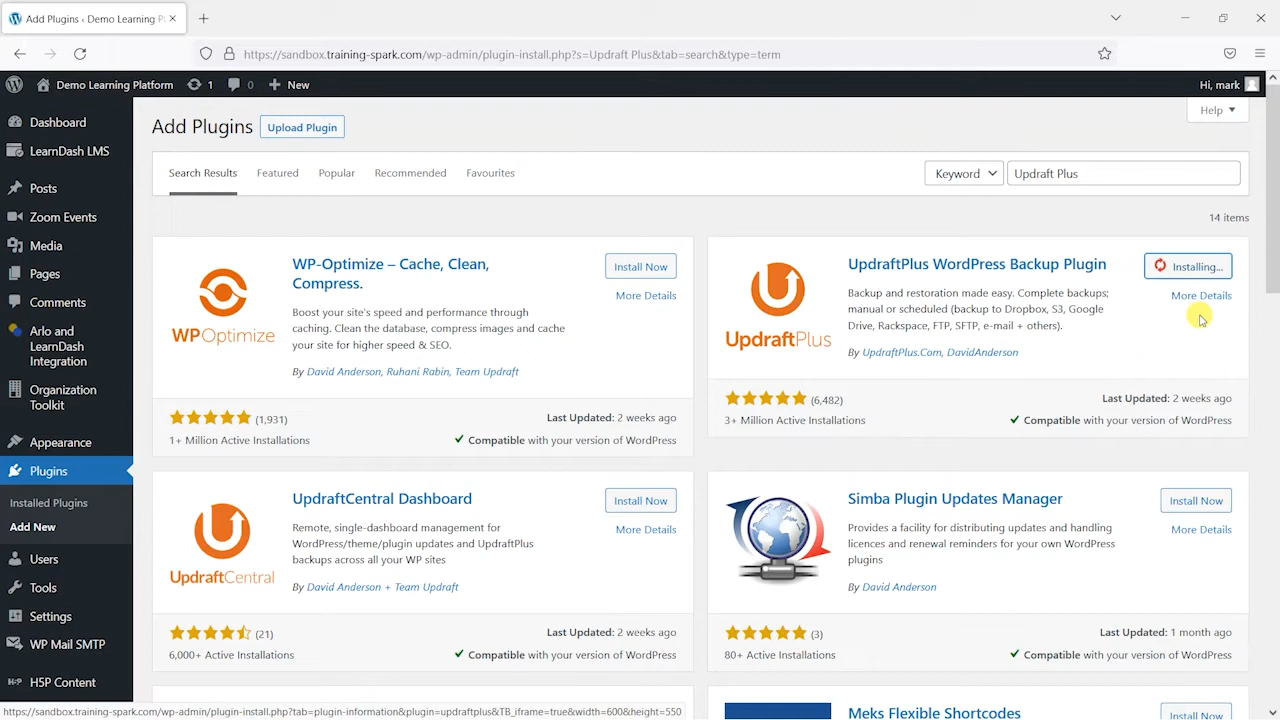 Add Plugins ‹ Demo Learning Pl
https://sandbox.training-spark.com/wp-admin/plugin-install.php?s=Updraft Plus&tab=search&type=term
Demo Learning Platform
1
0
New
Hi, mark
Help
Dashboard
LearnDash LMS
Posts
Zoom Events
Media
Pages
Comments
Arlo and
LearnDash
Integration
Organization
Toolkit
Appearance
Plugins
Installed Plugins
Add New
Users
Tools
Settings
WP Mail SMTP
H5P Content
Add Plugins
Upload Plugin
Search Results
Featured
Popular
Recommended
Favourites
Keyword
Updraft Plus
14 items
WPOPTIMIZE
WP-Optimize – Cache, Clean,
Compress.
Install Now
More Details
Boost your site's speed and performance through
caching. Clean the database, compress images and cache
your site for higher speed & SEO.
By David Anderson, Ruhani Rabin, Team Updraft
(1,931)
Last Updated: 2 weeks ago
1+ Million Active Installations
Compatible with your version of WordPress
UpdraftPlus
UpdraftPlus WordPress Backup Plugin
Installing...
More Details
Backup and restoration made easy. Complete backups;
manual or scheduled (backup to Dropbox, S3, Google
Drive, Rackspace, FTP, SFTP, e-mail + others).
By UpdraftPlus.Com, DavidAnderson
(6,482)
Last Updated: 2 weeks ago
3+ Million Active Installations
Compatible with your version of WordPress
UpdraftCentral
UpdraftCentral Dashboard
Install Now
More Details
Remote, single-dashboard management for
WordPress/theme/plugin updates and UpdraftPlus
backups across all your WP sites
By David Anderson + Team Updraft
(21)
Last Updated: 2 weeks ago
6,000+ Active Installations
Compatible with your version of WordPress
Simba Plugin Updates Manager
Install Now
More Details
Provides a facility for distributing updates and handling
licences and renewal reminders for your own WordPress
plugins
By David Anderson
(3)
Last Updated: 1 month ago
80+ Active Installations
Compatible with your version of WordPress
Meks Flexible Shortcodes
Install Now
https://sandbox.training-spark.com/wp-admin/plugin-install.php?tab=plugin-information&plugin=updraftplus&TB_iframe=true&width=600&height=550